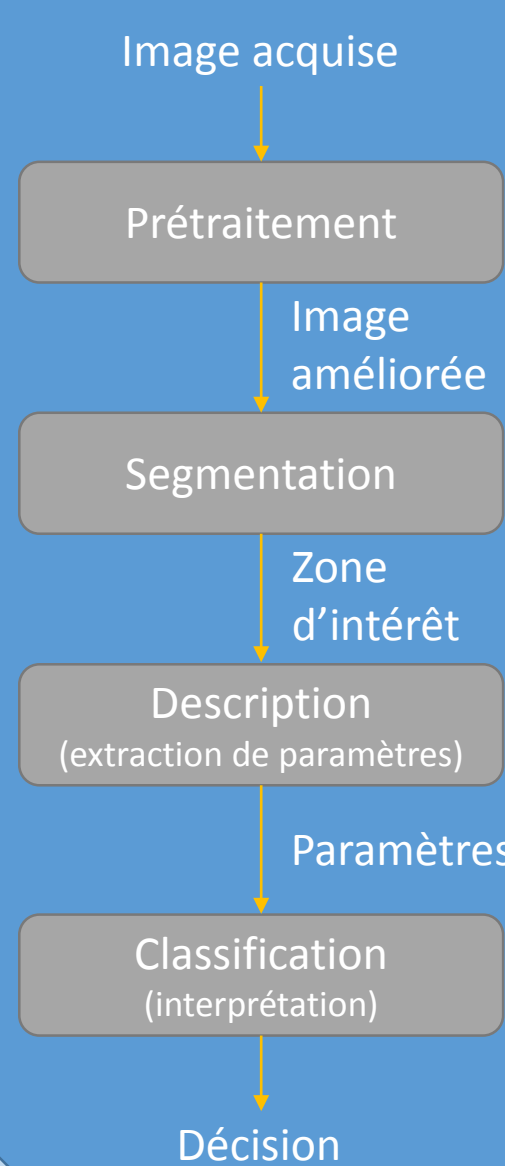 Image acquise
Prétraitement
Image
améliorée
Segmentation
Zone
d’intérêt
Description
(extraction de paramètres)
Paramètres
Classification
(interprétation)
Décision